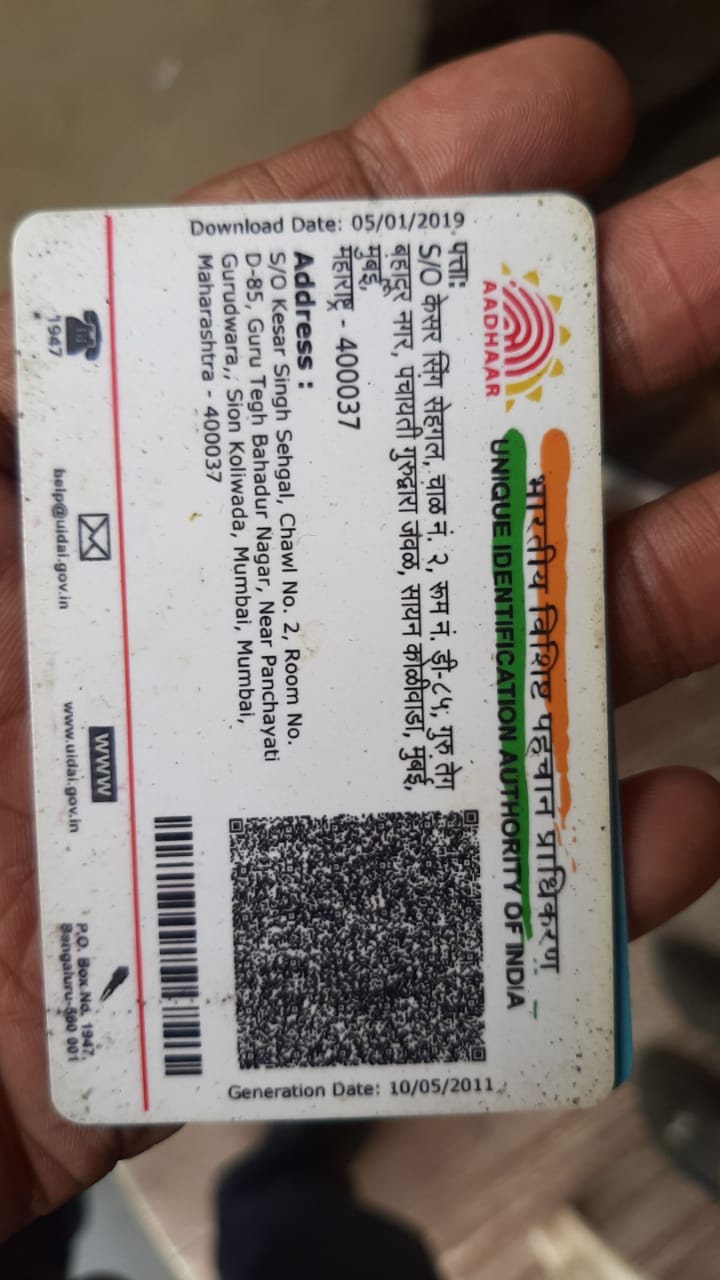 भारतीय विशिष्ट पहचान प्राधिकरण
UNIQUE IDENTIFICATION AUTHORITY OF INDIA
AADHAAR
Download Date: 05/01/2019
पत्ता:
S/O केसर सिंग सेहगल, चाळ नं. २, रूम नं. डी-८५, गुरु तेग
बहादूर नगर, पंचायती गुरुद्वारा जवळ, सायन कोळीवाडा, मुंबई,
मुंबई,
महाराष्ट्र - 400037
Address :
S/O Kesar Singh Sehgal, Chawl No. 2, Room No.
D-85, Guru Tegh Bahadur Nagar, Near Panchayati
Gurudwara,, Sion Koliwada, Mumbai, Mumbai,
Maharashtra - 400037
Generation Date: 10/05/2011
1947
help@uidai.gov.in
WWW
www.uidai.gov.in
P.O. Box No. 1947,
Bengaluru-560 001